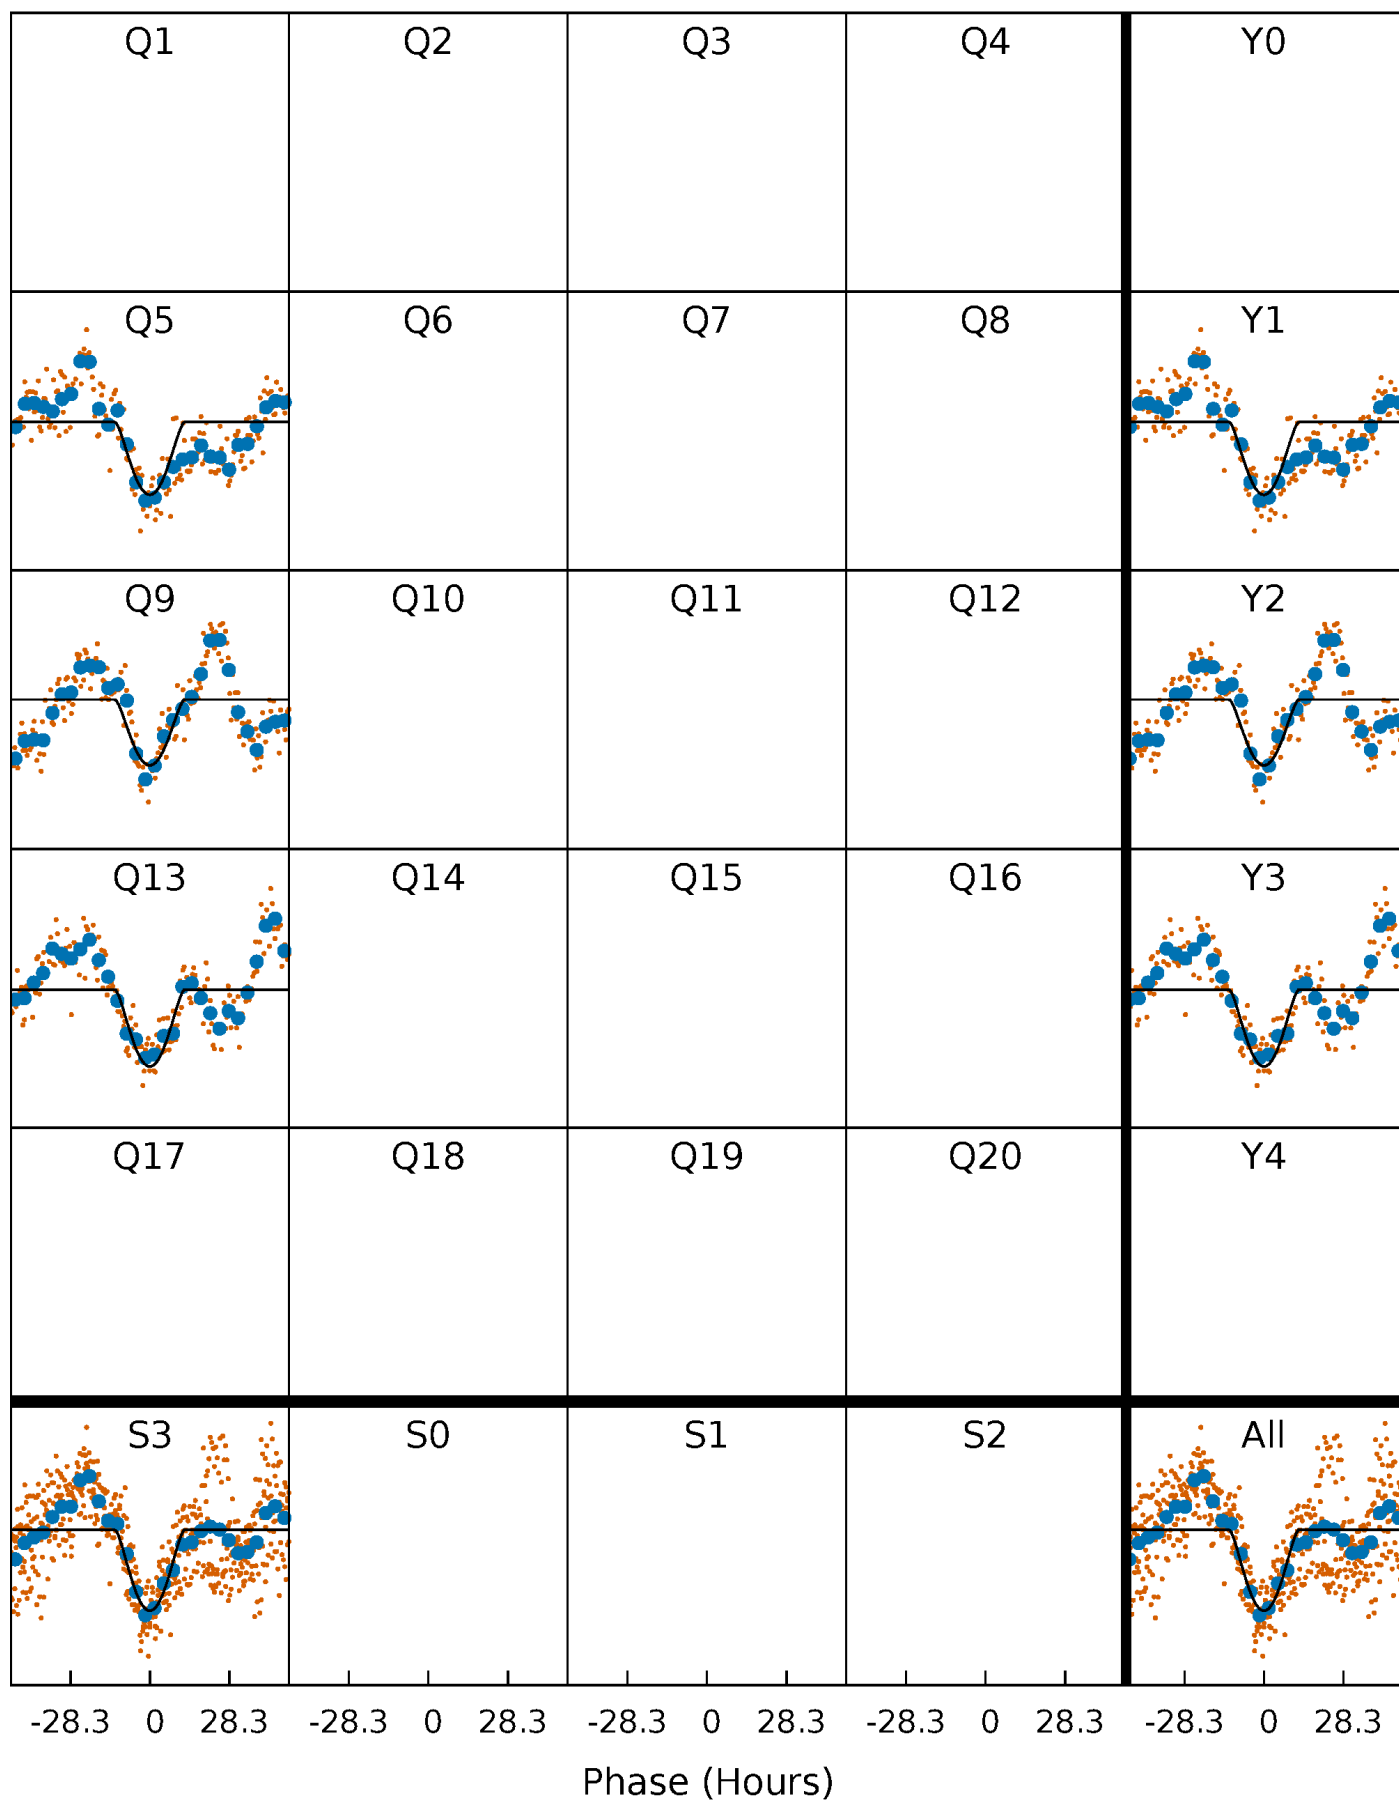 Q1 Q2 Q3 Q4 Y0
Q5 Q6 Q7 Q8 Y1
Q9 Q10 Q11 Q12 Y2
Q13 Q14 Q15 Q16 Y3
Q17 Q18 Q19 Q20 Y4
S3 S0 S1 S2 All
-28.3 0 28.3 -28.3 0 28.3 -28.3 0 28.3 -28.3 0 28.3 -28.3 0 28.3
Phase (Hours)